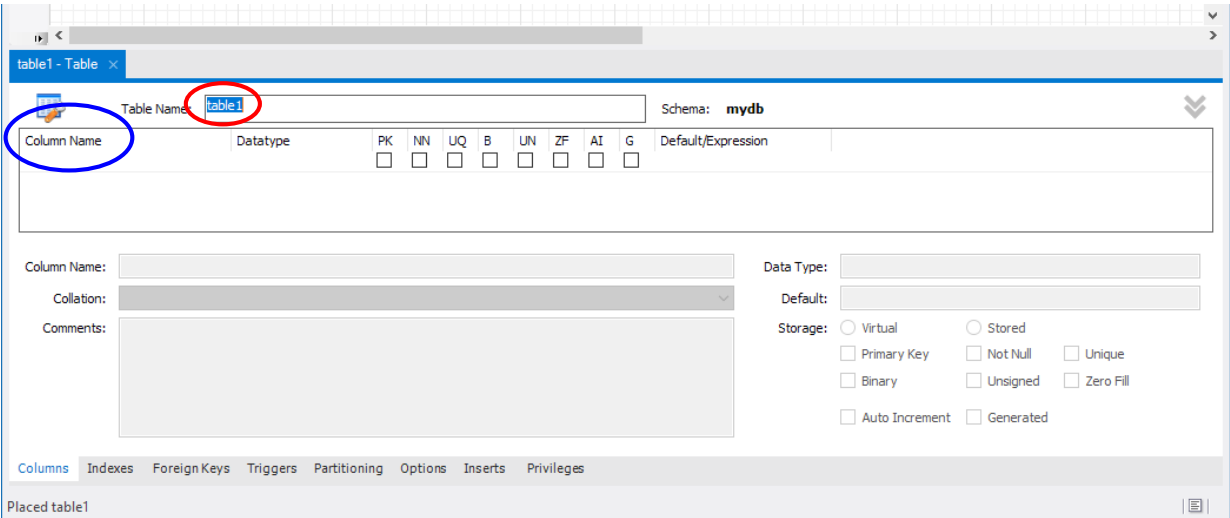 table1 - Table ×
Table Name: table1 Schema: mydb
Column Name Datatype PK NN UQ B UN ZF AI G Default/Expression
Column Name: Data Type:
Collation: Default:
Comments: Storage: Virtual Stored
Primary Key Not Null Unique
Binary Unsigned Zero Fill
Auto Increment Generated
Columns Indexes Foreign Keys Triggers Partitioning Options Inserts Privileges
Placed table1